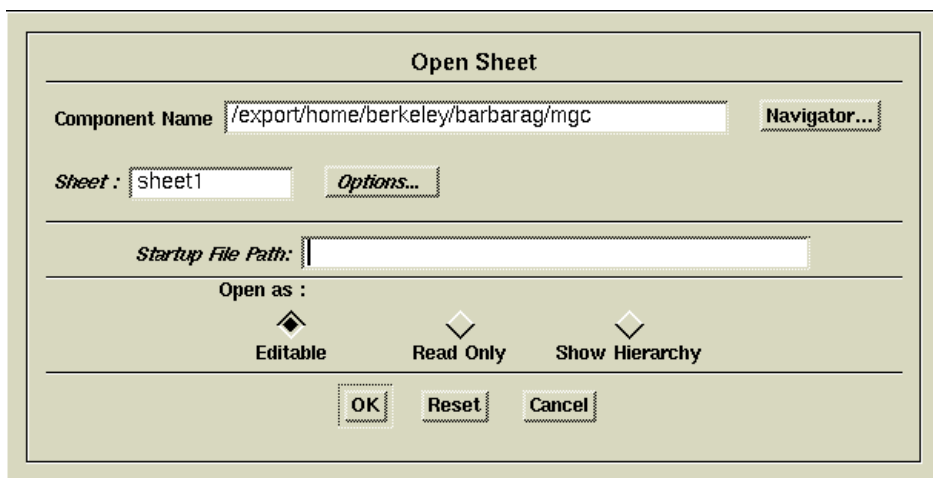 Open Sheet
Component Name /export/home/berkeley/barbarag/mgc Navigator...
Sheet : sheet1 Options...
Startup File Path:
Open as :
Editable Read Only Show Hierarchy
OK Reset Cancel